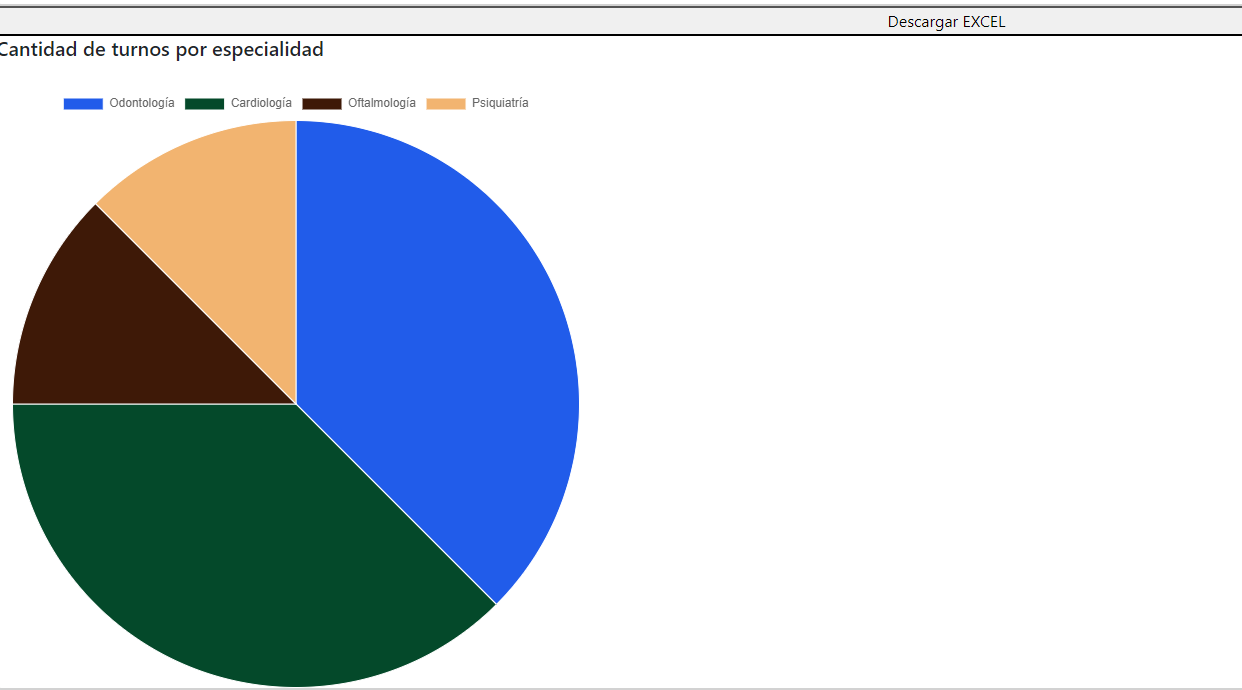 Descargar EXCEL
Cantidad de turnos por especialidad
Odontología Cardiología Oftalmología Psiquiatría